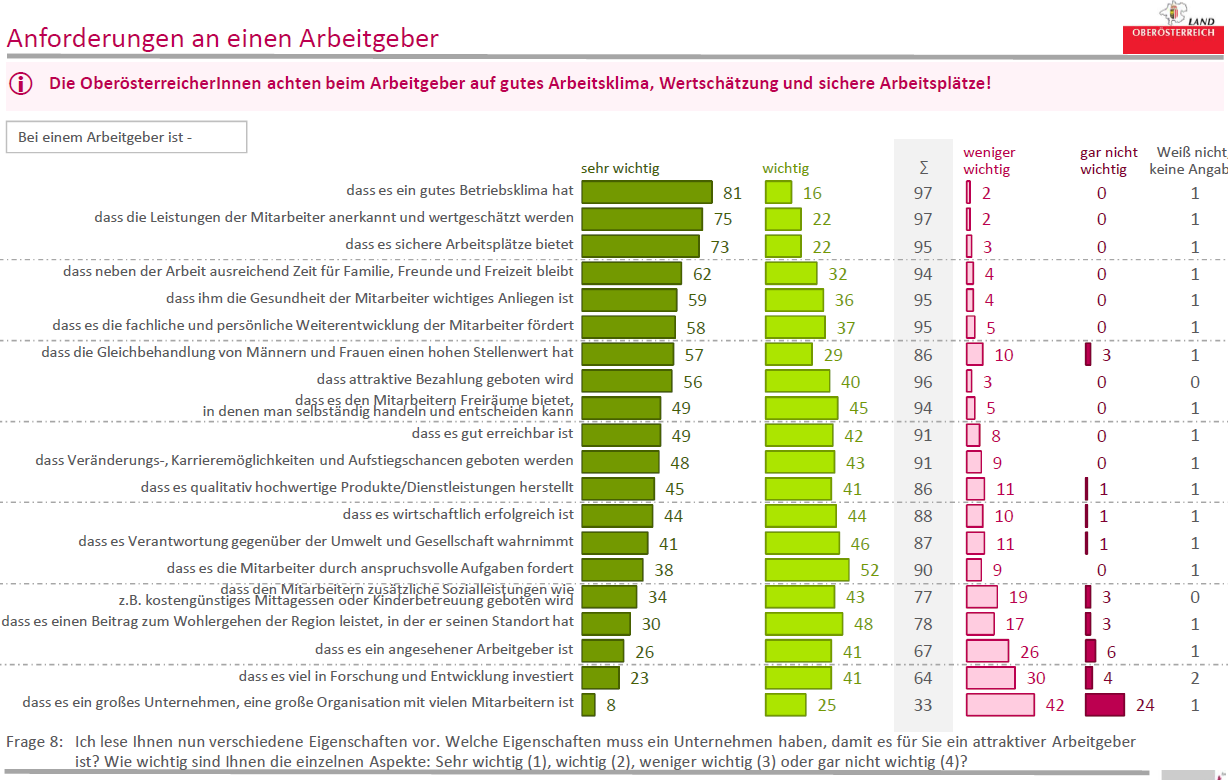 Anforderungen an einen Arbeitgeber
LAND
OBERÖSTERREICH
Die OberösterreicherInnen achten beim Arbeitgeber auf gutes Arbeitsklima, Wertschätzung und sichere Arbeitsplätze!
Bei einem Arbeitgeber ist -
sehr wichtig wichtig Σ weniger wichtig gar nicht wichtig Weiß nicht, keine Angab
dass es ein gutes Betriebsklima hat 81 16 97 2 0 1
dass die Leistungen der Mitarbeiter anerkannt und wertgeschätzt werden 75 22 97 2 0 1
dass es sichere Arbeitsplätze bietet 73 22 95 3 0 1
dass neben der Arbeit ausreichend Zeit für Familie, Freunde und Freizeit bleibt 62 32 94 4 0 1
dass ihm die Gesundheit der Mitarbeiter wichtiges Anliegen ist 59 36 95 4 0 1
dass es die fachliche und persönliche Weiterentwicklung der Mitarbeiter fördert 58 37 95 5 0 1
dass die Gleichbehandlung von Männern und Frauen einen hohen Stellenwert hat 57 29 86 10 3 1
dass attraktive Bezahlung geboten wird 56 40 96 3 0 0
dass es den Mitarbeitern Freiräume bietet,
in denen man selbständig handeln und entscheiden kann 49 45 94 5 0 1
dass es gut erreichbar ist 49 42 91 8 0 1
dass Veränderungs-, Karrieremöglichkeiten und Aufstiegschancen geboten werden 48 43 91 9 0 1
dass es qualitativ hochwertige Produkte/Dienstleistungen herstellt 45 41 86 11 1 1
dass es wirtschaftlich erfolgreich ist 44 44 88 10 1 1
dass es Verantwortung gegenüber der Umwelt und Gesellschaft wahrnimmt 41 46 87 11 1 1
dass es die Mitarbeiter durch anspruchsvolle Aufgaben fordert 38 52 90 9 0 1
dass den Mitarbeitern zusätzliche Sozialleistungen wie
z.B. kostengünstiges Mittagessen oder Kinderbetreuung geboten wird 34 43 77 19 3 0
dass es einen Beitrag zum Wohlergehen der Region leistet, in der er seinen Standort hat 30 48 78 17 3 1
dass es ein angesehener Arbeitgeber ist 26 41 67 26 6 1
dass es viel in Forschung und Entwicklung investiert 23 41 64 30 4 2
dass es ein großes Unternehmen, eine große Organisation mit vielen Mitarbeitern ist 8 25 33 42 24 1
Frage 8: Ich lese Ihnen nun verschiedene Eigenschaften vor. Welche Eigenschaften muss ein Unternehmen haben, damit es für Sie ein attraktiver Arbeitgeber
ist? Wie wichtig sind Ihnen die einzelnen Aspekte: Sehr wichtig (1), wichtig (2), weniger wichtig (3) oder gar nicht wichtig (4)?